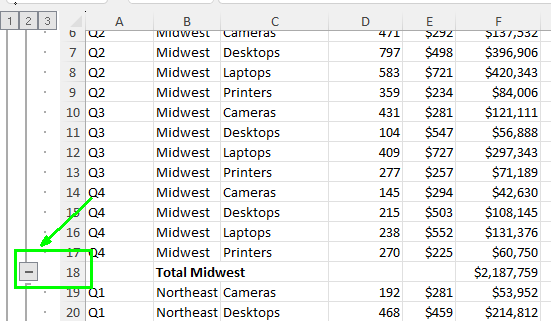 1 2 3 A B C D E F
6 Q2 Midwest Cameras 471 $292 $137,532
7 Q2 Midwest Desktops 797 $498 $396,906
8 Q2 Midwest Laptops 583 $721 $420,343
9 Q2 Midwest Printers 359 $234 $84,006
10 Q3 Midwest Cameras 431 $281 $121,111
11 Q3 Midwest Desktops 104 $547 $56,888
12 Q3 Midwest Laptops 409 $727 $297,343
13 Q3 Midwest Printers 277 $257 $71,189
14 Q4 Midwest Cameras 145 $294 $42,630
15 Q4 Midwest Desktops 215 $503 $108,145
16 Q4 Midwest Laptops 238 $552 $131,376
17 Q4 Midwest Printers 270 $225 $60,750
18 Total Midwest $2,187,759
19 Q1 Northeast Cameras 192 $281 $53,952
20 Q1 Northeast Desktops 468 $459 $214,812